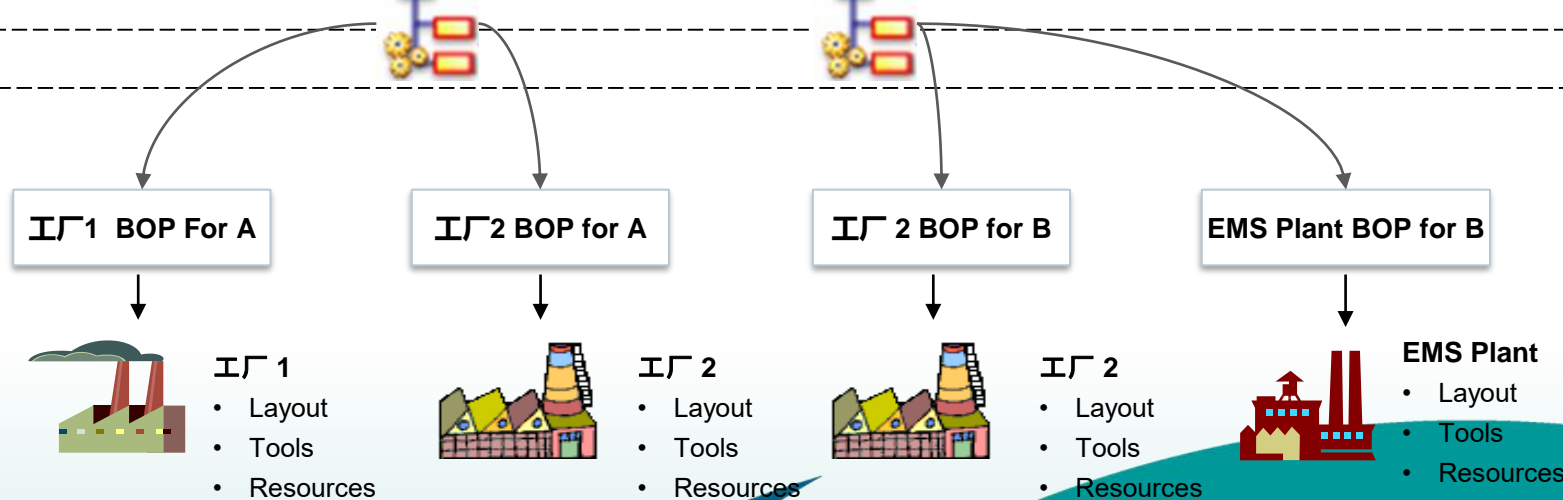 工厂1  BOP For A
工厂2 BOP for A
工厂 2 BOP for B
EMS Plant BOP for B
工厂 1
• Layout
• Tools
• Resources
工厂 2
• Layout
• Tools
• Resources
工厂 2
• Layout
• Tools
• Resources
EMS Plant
• Layout
• Tools
• Resources